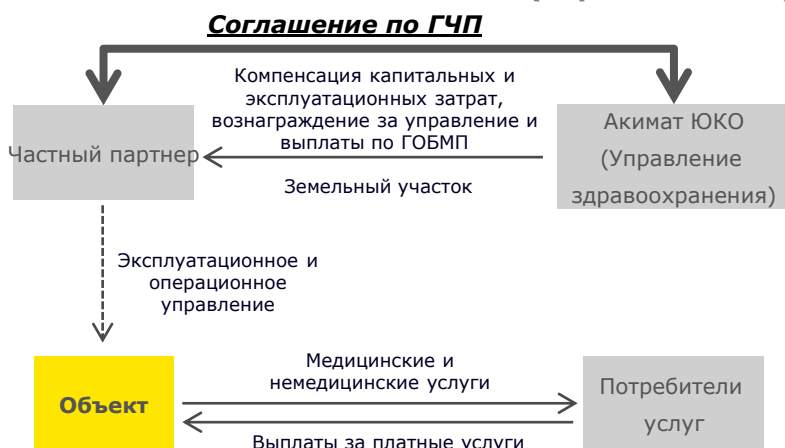 Соглашение по ГЧП
Компенсация капитальных и
эксплуатационных затрат,
вознаграждение за управление и
выплаты по ГОБМП
Частный партнер
Акимат ЮКО
(Управление
здравоохранения)
Земельный участок
Эксплуатационное и
операционное
управление
Объект
Медицинские и
немедицинские услуги
Потребители
услуг
Выплаты за платные услуги